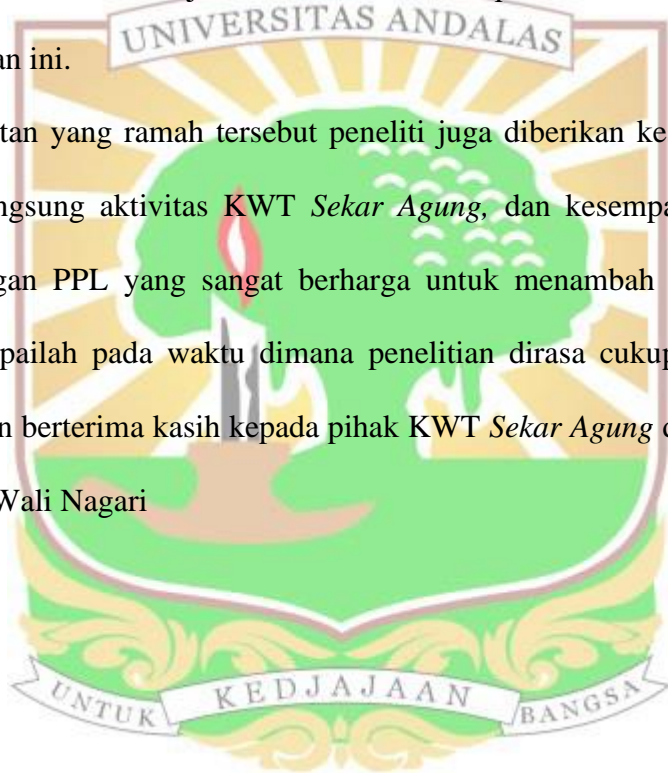 UNIVERSITAS ANDALAS
an ini.
tan yang ramah tersebut peneliti juga diberikan ke
ngsung aktivitas KWT Sekar Agung, dan kesempa
gan PPL yang sangat berharga untuk menambah
pailah pada waktu dimana penelitian dirasa cukup
n berterima kasih kepada pihak KWT Sekar Agung
Wali Nagari
UNTUK KEDJAJAAN BANGSA